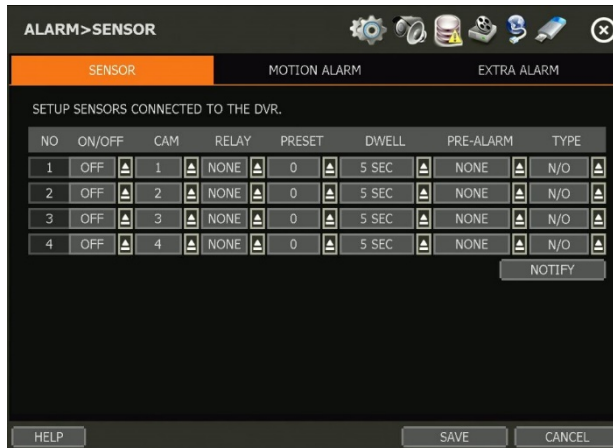 ALARM>SENSOR
SENSOR MOTION ALARM EXTRA ALARM
SETUP SENSORS CONNECTED TO THE DVR.
NO ON/OFF CAM RELAY PRESET DWELL PRE-ALARM TYPE
1 OFF 1 NONE 0 5 SEC NONE N/O
2 OFF 2 NONE 0 5 SEC NONE N/O
3 OFF 3 NONE 0 5 SEC NONE N/O
4 OFF 4 NONE 0 5 SEC NONE N/O
NOTIFY
HELP SAVE CANCEL